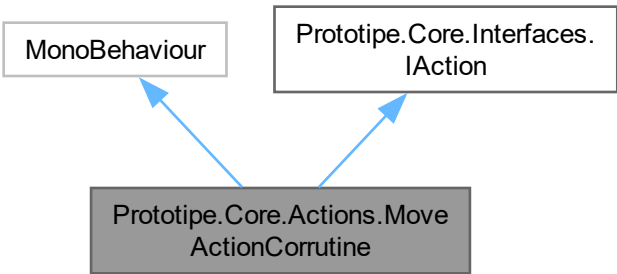 MonoBehaviour
Prototipe.Core.Interfaces.
IAction
Prototipe.Core.Actions.Move
ActionCorrutine